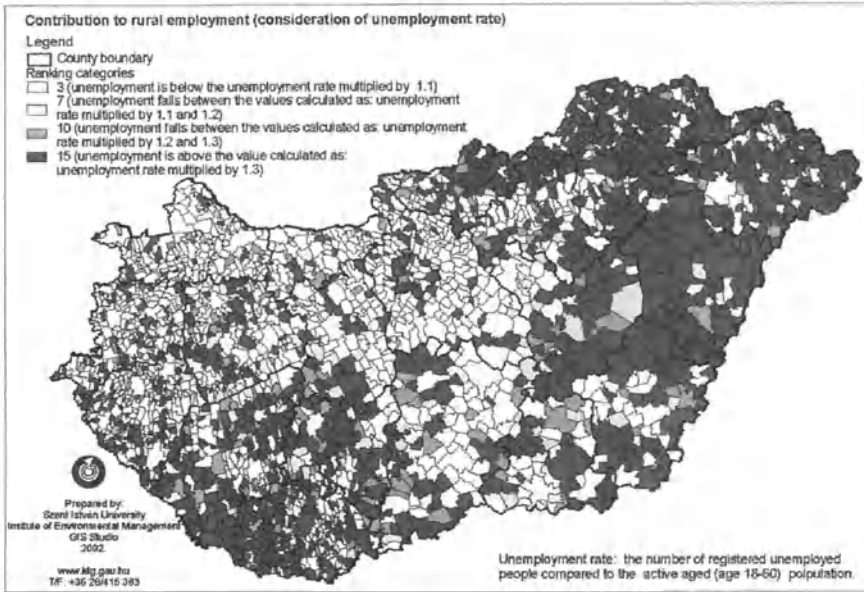 Contribution to rural employment (consideration of unemployment rate)
Legend
County boundary
Ranking categories
3 (unemployment is below the unemployment rate multiplied by 1.1)
7 (unemployment falls between the values calculated as: unemployment
rate multiplied by 1.1 and 1.2)
10 (unemployment falls between the values calculated as: unemployment
rate multiplied by 1.2 and 1.3)
15 (unemployment is above the value calculated as:
unemployment rate multiplied by 1.3)
Prepared by:
Szent István University
Institute of Environmental Management
GIS Studio
2002.
www.ktg.gau.hu
T/F: +36 28/415 383
Unemployment rate: the number of registered unemployed
people compared to the active aged (age 18-60) polpulation.